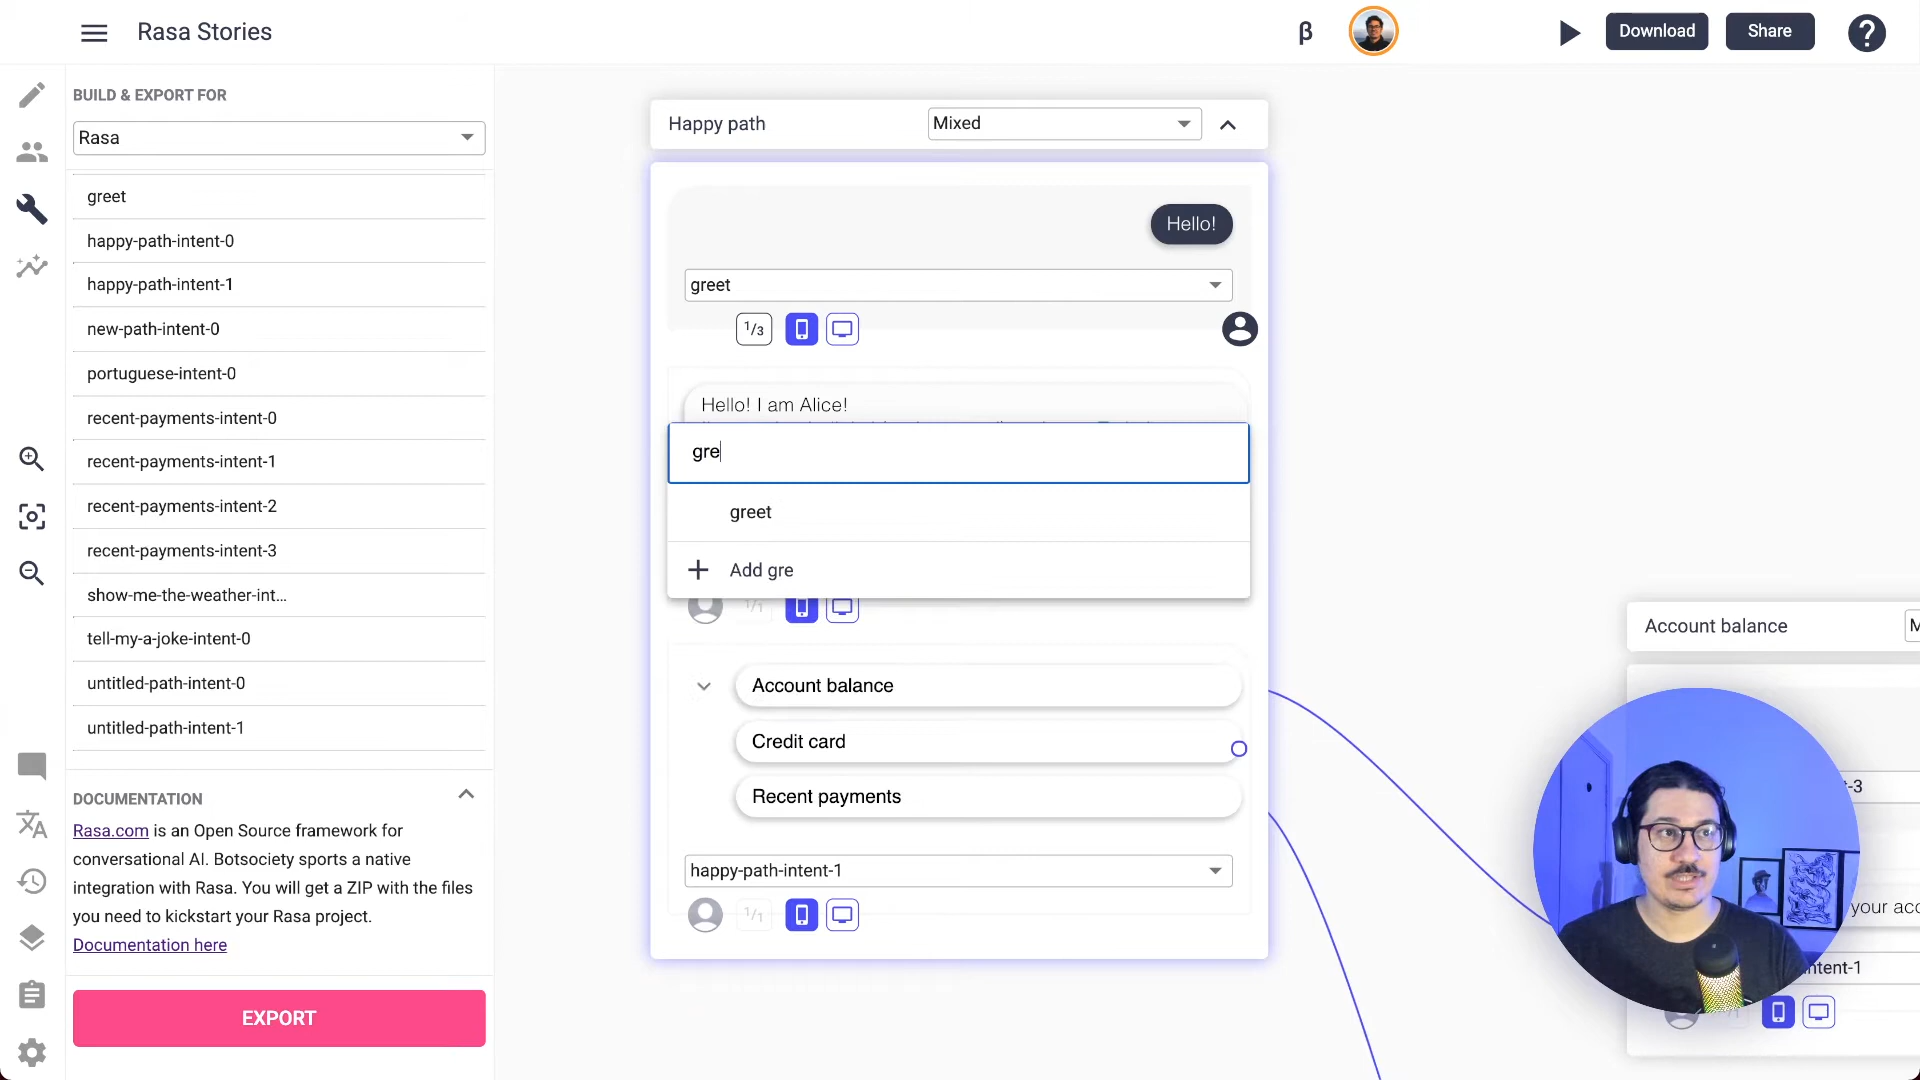 Rasa Stories
β
Download
Share
?
BUILD & EXPORT FOR
Rasa
greet
happy-path-intent-0
happy-path-intent-1
new-path-intent-0
portuguese-intent-0
recent-payments-intent-0
recent-payments-intent-1
recent-payments-intent-2
recent-payments-intent-3
show-me-the-weather-int...
tell-my-a-joke-intent-0
untitled-path-intent-0
untitled-path-intent-1
DOCUMENTATION
Rasa.com is an Open Source framework for
conversational AI. Botsociety sports a native
integration with Rasa. You will get a ZIP with the files
you need to kickstart your Rasa project.
Documentation here
EXPORT
Happy path
Mixed
Hello!
greet
1/3
Hello! I am Alice!
gre
greet
Add gre
1/1
Account balance
Credit card
Recent payments
happy-path-intent-1
1/1
Account balance
M
-3
your acc
intent-1